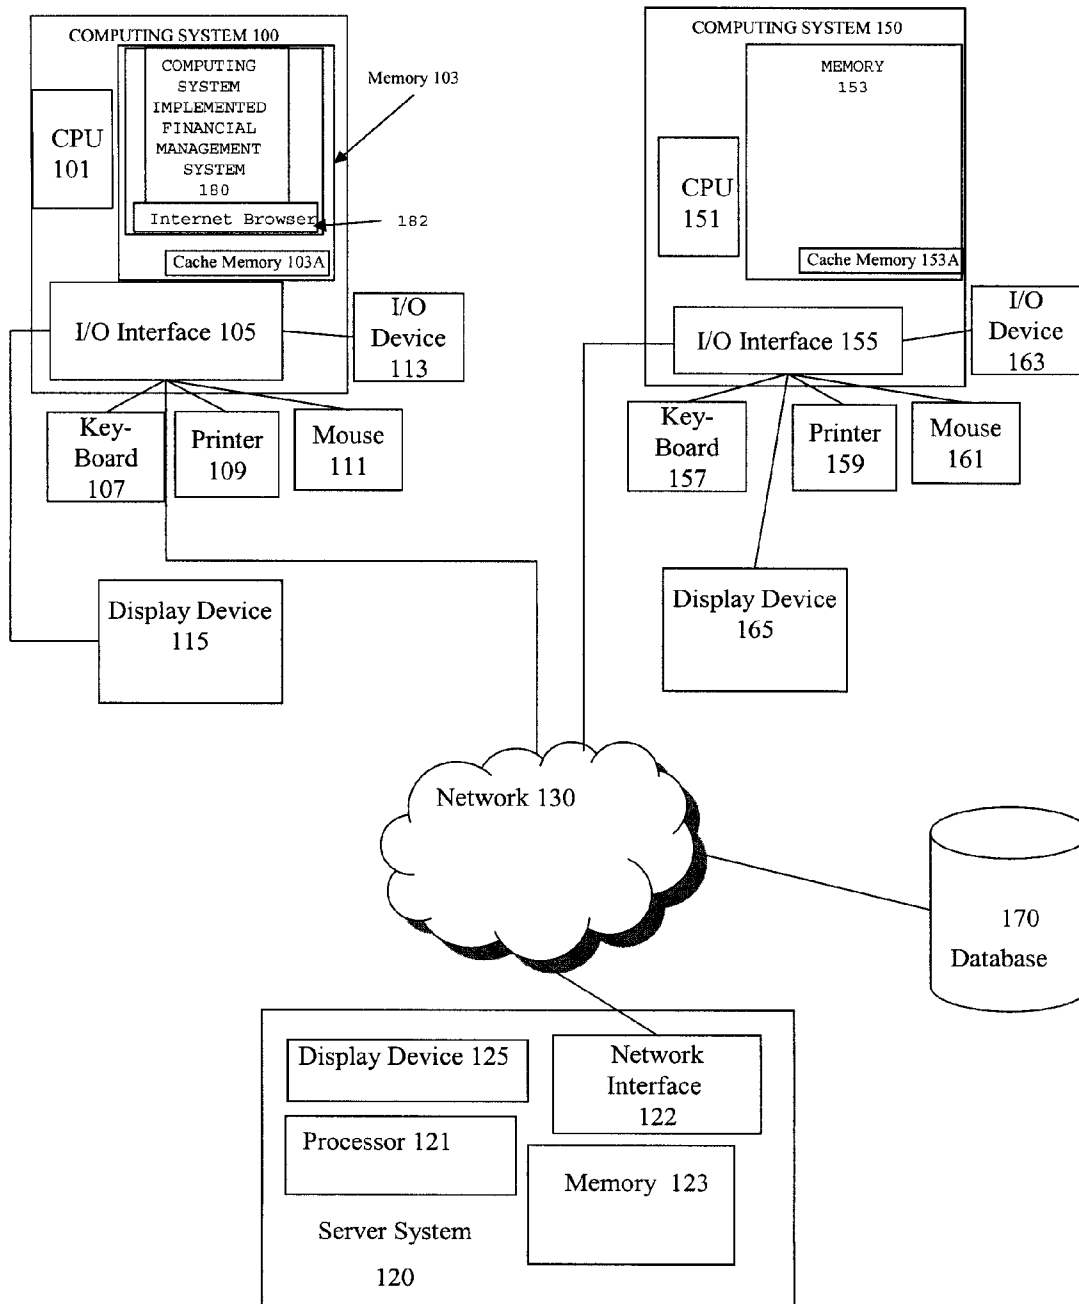 COMPUTING SYSTEM 100
COMPUTING
SYSTEM
IMPLEMENTED
FINANCIAL
MANAGEMENT
SYSTEM
180
Internet Browser
182
Memory 103
CPU
101
Cache Memory 103A
I/O Interface 105
I/O
Device
113
Key-
Board
107
Printer
109
Mouse
111
Display Device
115
COMPUTING SYSTEM 150
MEMORY
153
CPU
151
Cache Memory 153A
I/O Interface 155
I/O
Device
163
Key-
Board
157
Printer
159
Mouse
161
Display Device
165
Network 130
170
Database
Display Device 125
Network
Interface
122
Processor 121
Memory 123
Server System
120